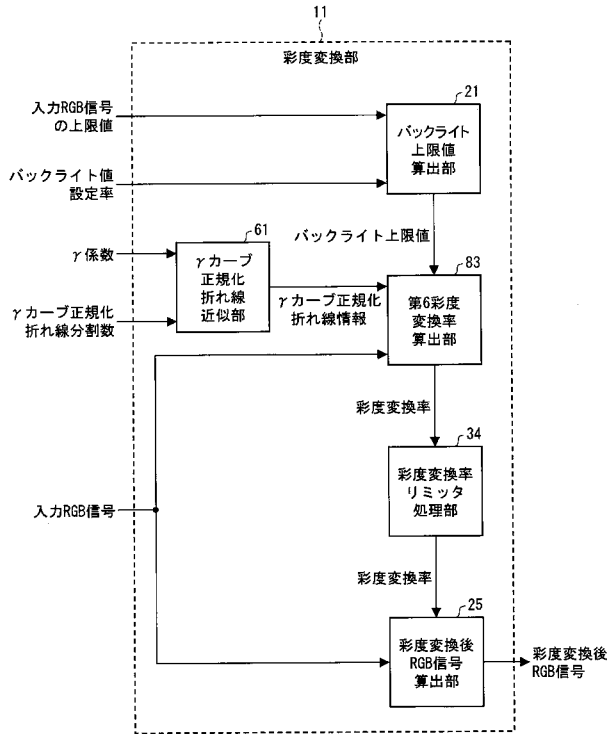 11
彩度変換部
入力RGB信号
の上限値
21
バックライト
上限値
算出部
バックライト値
設定率
バックライト上限値
61
γ係数
γカーブ
正規化
折れ線
近似部
83
γカーブ正規化
折れ線分割数
γカーブ正規化
折れ線情報
第6彩度
変換率
算出部
彩度変換率
34
入力RGB信号
彩度変換率
リミッタ
処理部
彩度変換率
25
彩度変換後
RGB信号
算出部
彩度変換後
RGB信号